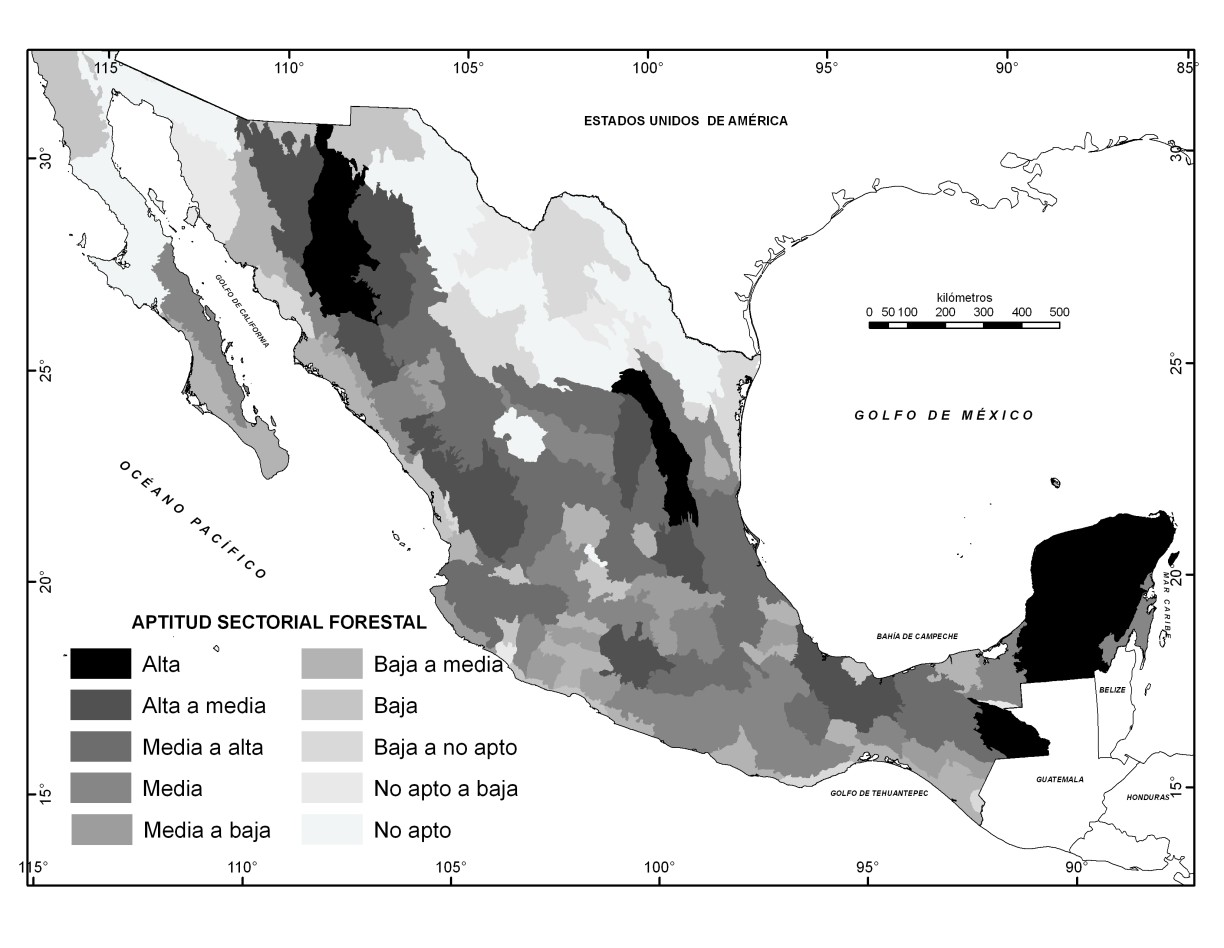 115° 110° 105° 100° 95° 90° 85°
ESTADOS UNIDOS DE AMÉRICA
30°
GOLFO DE CALIFORNIA
kilómetros
0 50 100 200 300 400 500
25° 25°
GOLFO DE MÉXICO
OCÉANO PACÍFICO
20° 20°
MAR CARIBE
APTITUD SECTORIAL FORESTAL
BAHÍA DE CAMPECHE
Alta
Alta a media
Media a alta
Media
Media a baja
Baja a media
Baja
Baja a no apto
No apto a baja
No apto
BELIZE
GUATEMALA
GOLFO DE TEHUANTEPEC
HONDURAS
15° 15°
115° 110° 105° 100° 95° 90°